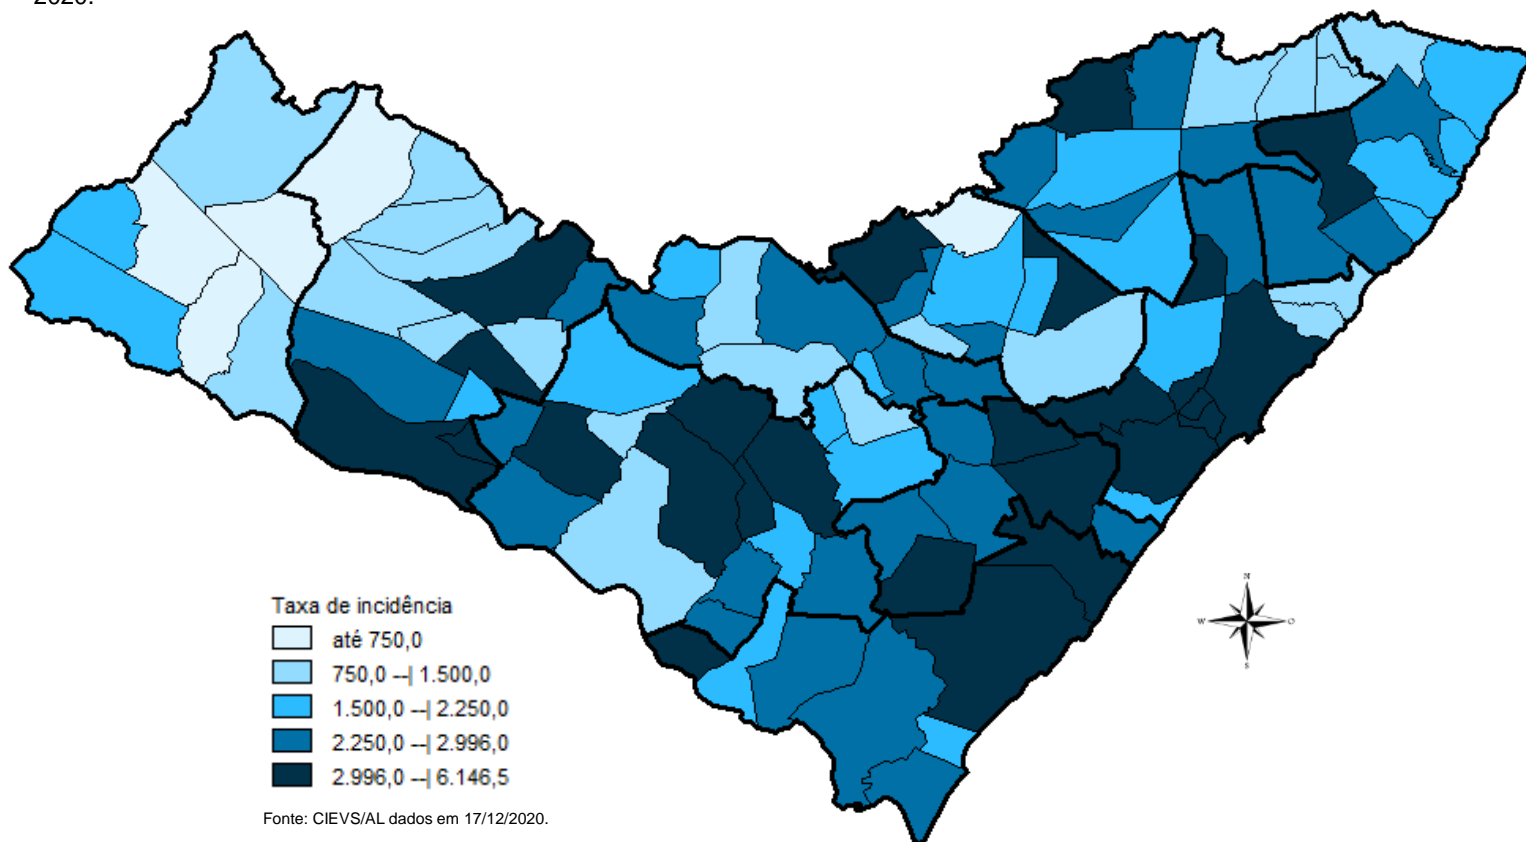 2020.
Taxa de incidência
até 750,0
750,0 --| 1.500,0
1.500,0 --| 2.250,0
2.250,0 --| 2.996,0
2.996,0 --| 6.146,5
Fonte: CIEVS/AL dados em 17/12/2020.
N
W
O
S